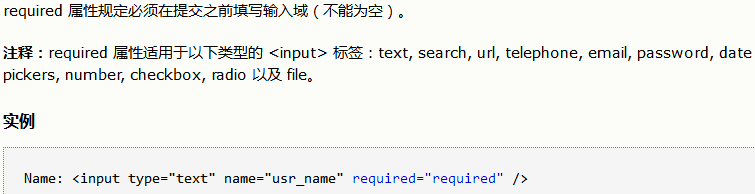 required 属性规定必须在提交之前填写输入域（不能为空）。
注释：required 属性适用于以下类型的 <input> 标签：text, search, url, telephone, email, password, date
pickers, number, checkbox, radio 以及 file。
实例
Name: <input type="text" name="usr_name" required="required" />